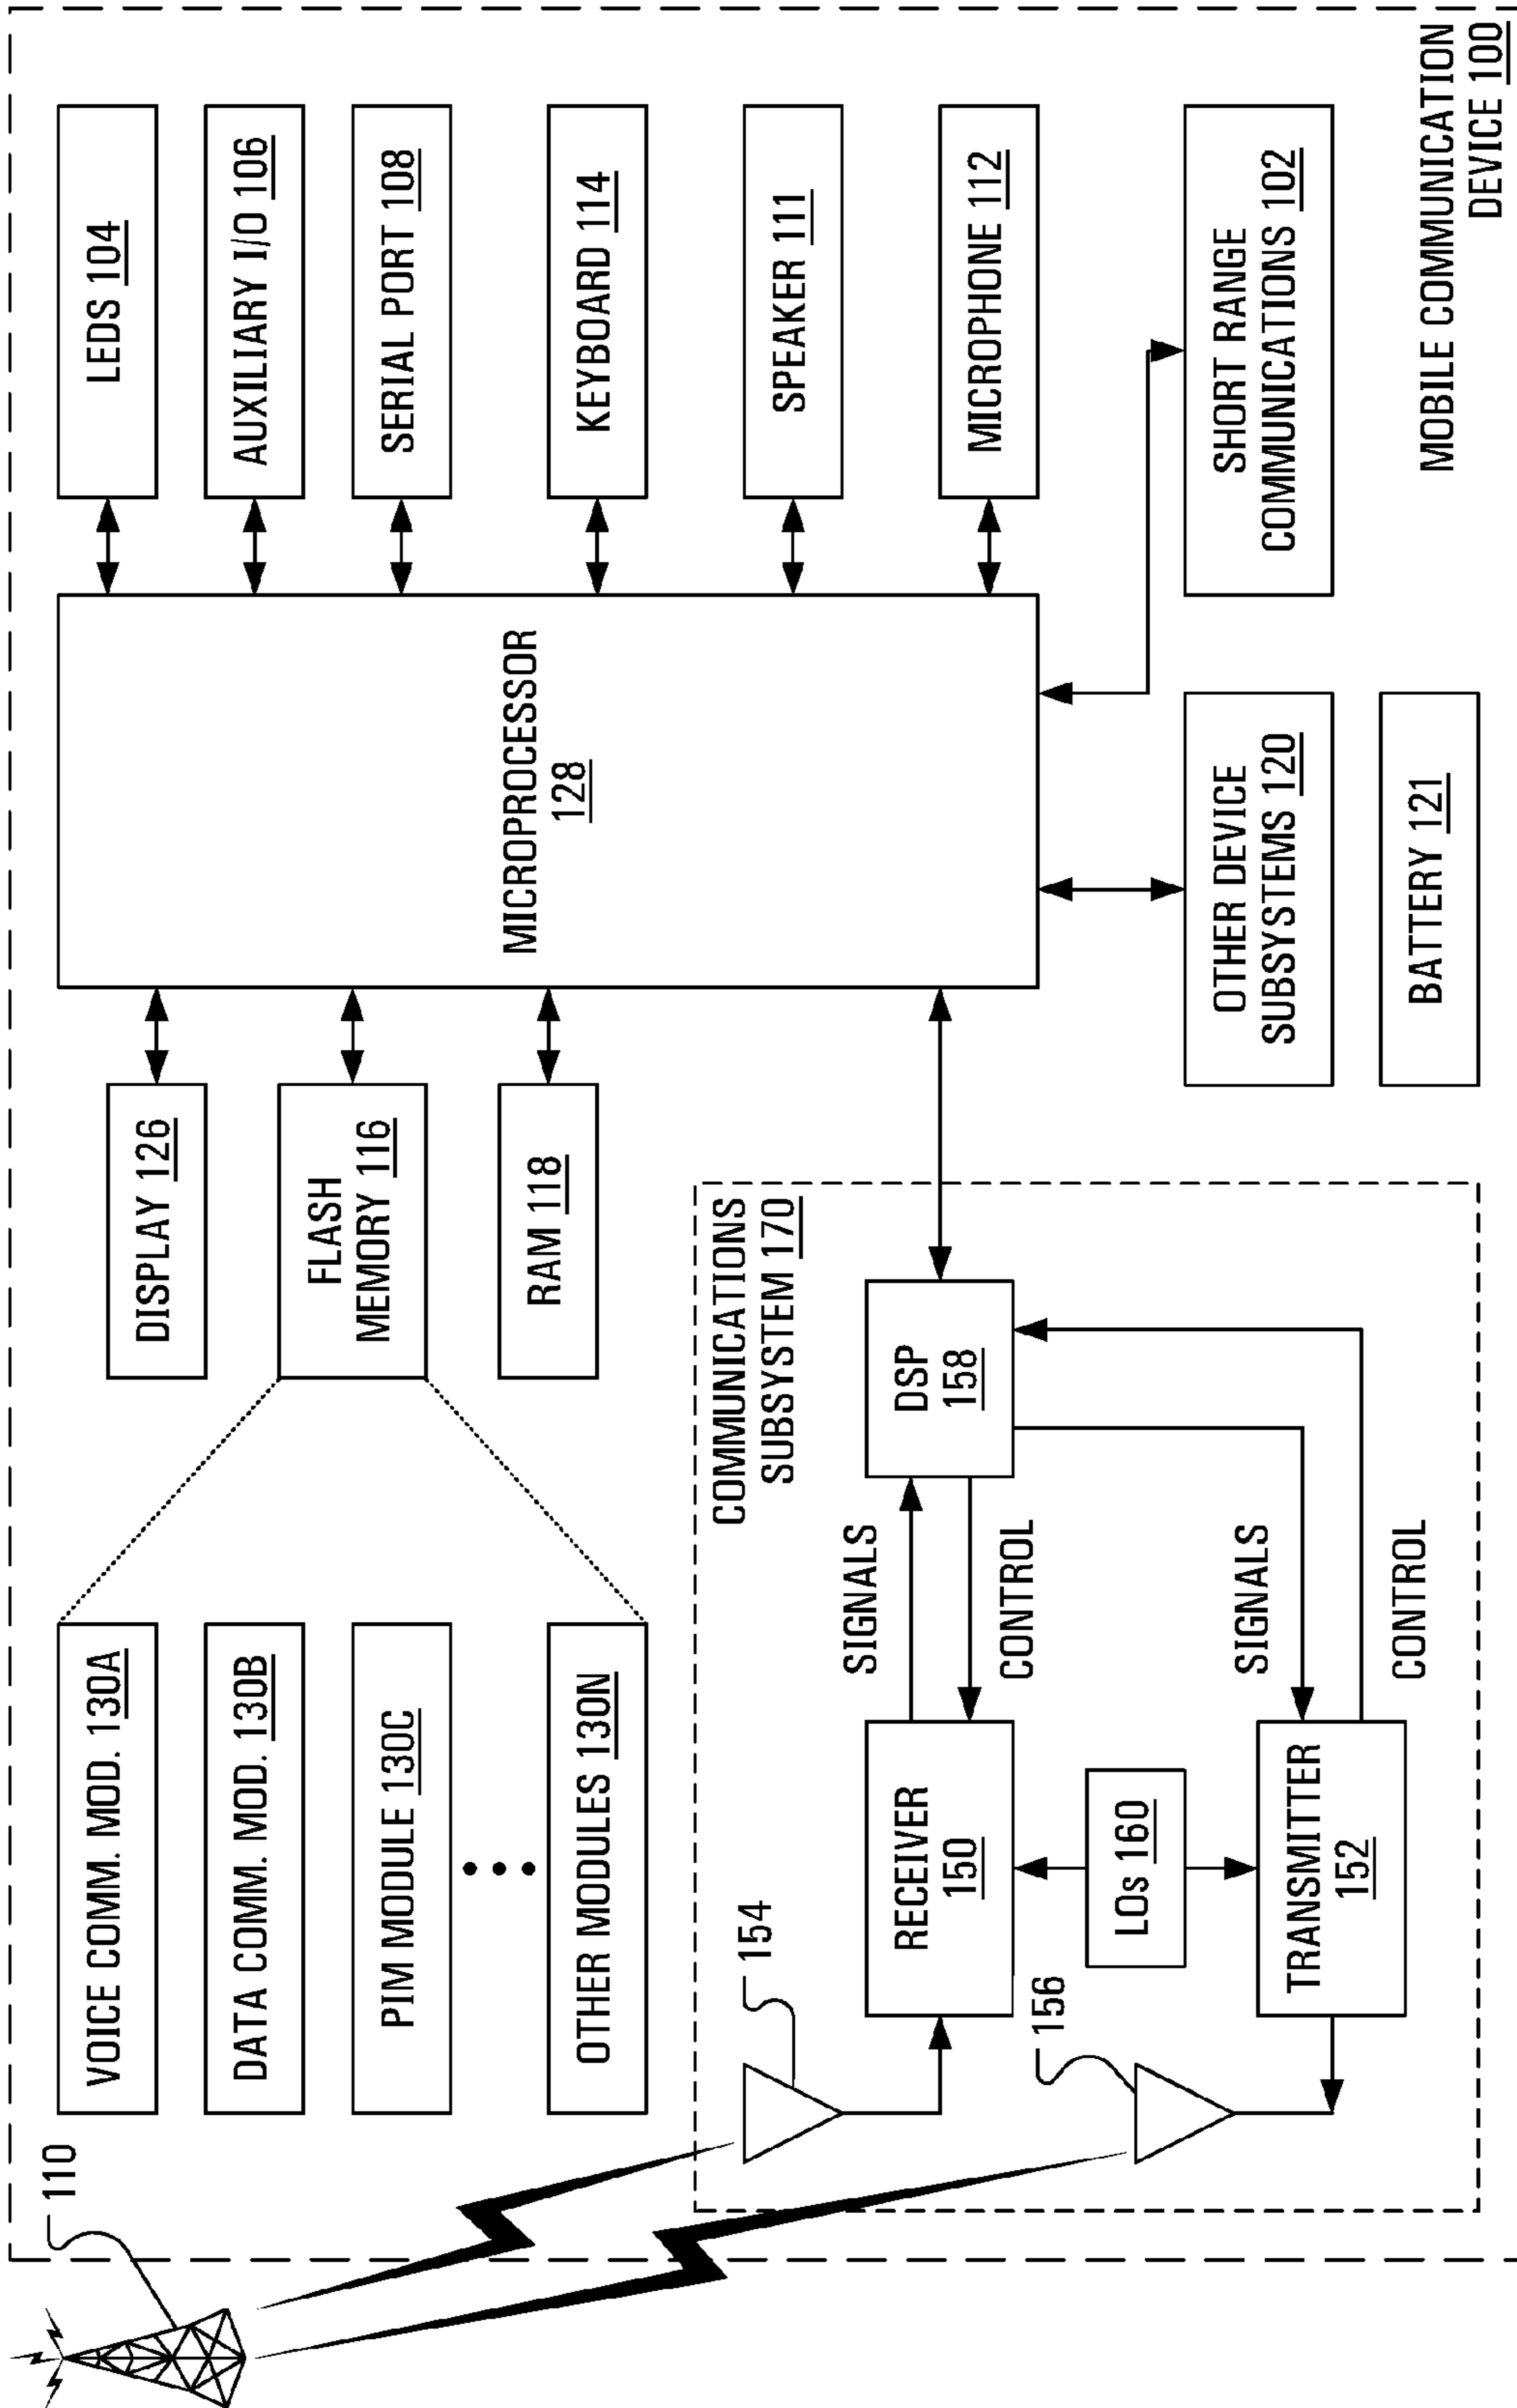 110
VOICE COMM. MOD. 130A
DATA COMM. MOD. 130B
PIM MODULE 130C
OTHER MODULES 130N
DISPLAY 126
FLASH
MEMORY 116
RAM 118
MICROPROCESSOR
128
LEDS 104
AUXILIARY I/O 106
SERIAL PORT 108
KEYBOARD 114
SPEAKER 111
MICROPHONE 112
SHORT RANGE
COMMUNICATIONS 102
OTHER DEVICE
SUBSYSTEMS 120
BATTERY 121
COMMUNICATIONS
SUBSYSTEM 170
154
RECEIVER
150
SIGNALS
CONTROL
DSP
158
LOs 160
156
TRANSMITTER
152
SIGNALS
CONTROL
MOBILE COMMUNICATION
DEVICE 100